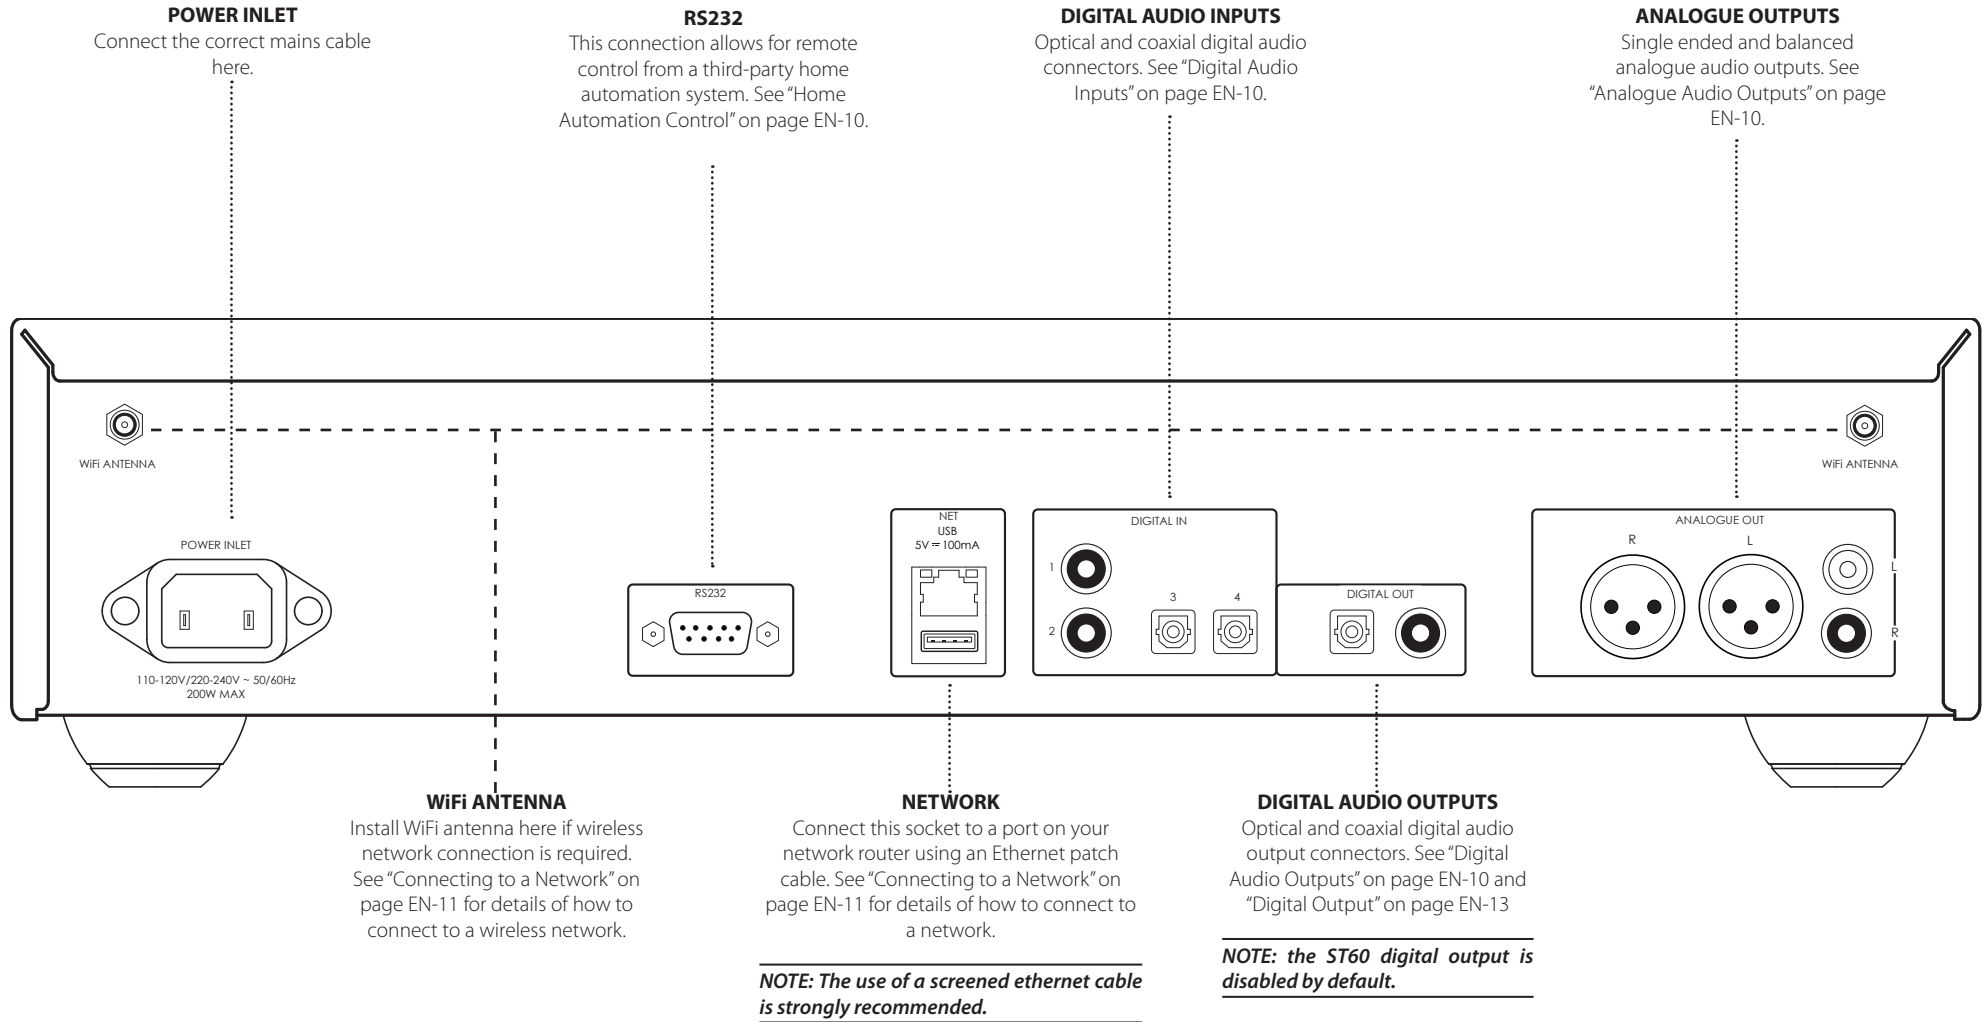 POWER INLET
Connect the correct mains cable
here.
RS232
This connection allows for remote
control from a third-party home
automation system. See “Home
Automation Control” on page EN-10.
DIGITAL AUDIO INPUTS
Optical and coaxial digital audio
connectors. See “Digital Audio
Inputs” on page EN-10.
ANALOGUE OUTPUTS
Single ended and balanced
analogue audio outputs. See
“Analogue Audio Outputs” on page
EN-10.
WiFi ANTENNA
WiFi ANTENNA
POWER INLET
110-120V/220-240V ~ 50/60Hz
200W MAX
RS232
NET
USB
5V ⎓ 100mA
DIGITAL IN
1
2
3
4
DIGITAL OUT
ANALOGUE OUT
R
L
L
R
WiFi ANTENNA
Install WiFi antenna here if wireless
network connection is required.
See “Connecting to a Network” on
page EN-11 for details of how to
connect to a wireless network.
NETWORK
Connect this socket to a port on your
network router using an Ethernet patch
cable. See “Connecting to a Network” on
page EN-11 for details of how to connect to
a network.
NOTE: The use of a screened ethernet cable
is strongly recommended.
DIGITAL AUDIO OUTPUTS
Optical and coaxial digital audio
output connectors. See “Digital
Audio Outputs” on page EN-10 and
“Digital Output” on page EN-13
NOTE: the ST60 digital output is
disabled by default.